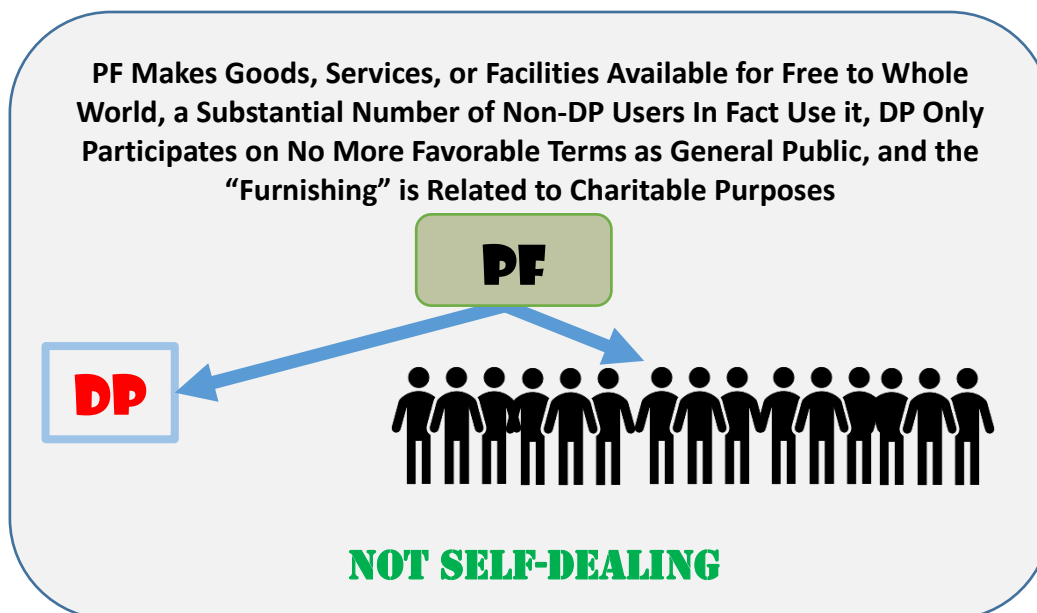 PF Makes Goods, Services, or Facilities Available for Free to Whole
World, a Substantial Number of Non-DP Users In Fact Use it, DP Only
Participates on No More Favorable Terms as General Public, and the
“Furnishing” is Related to Charitable Purposes
PF
DP
NOT SELF-DEALING